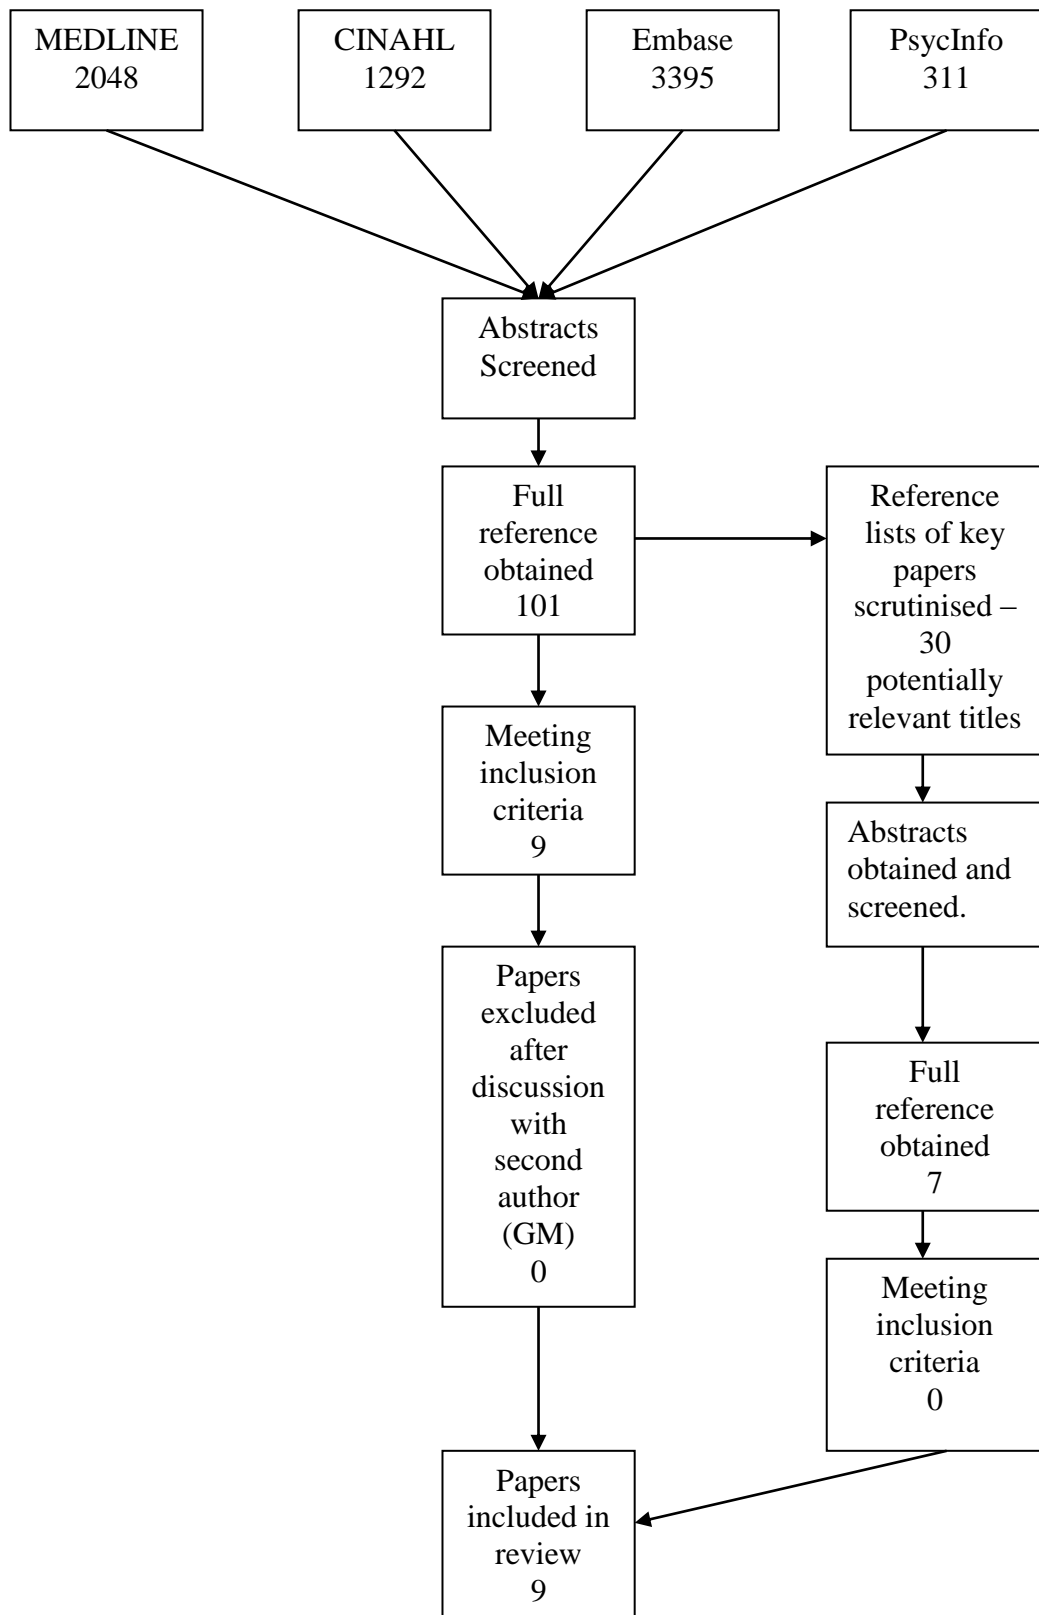 MEDLINE
2048
CINAHL
1292
Embase
3395
PsycInfo
311
Abstracts
Screened
Full
reference
obtained
101
Reference
lists of key
papers
scrutinised –
30
potentially
relevant titles
Meeting
inclusion
criteria
9
Abstracts
obtained and
screened.
Papers
excluded
after
discussion
with
second
author
(GM)
0
Full
reference
obtained
7
Meeting
inclusion
criteria
0
Papers
included in
review
9